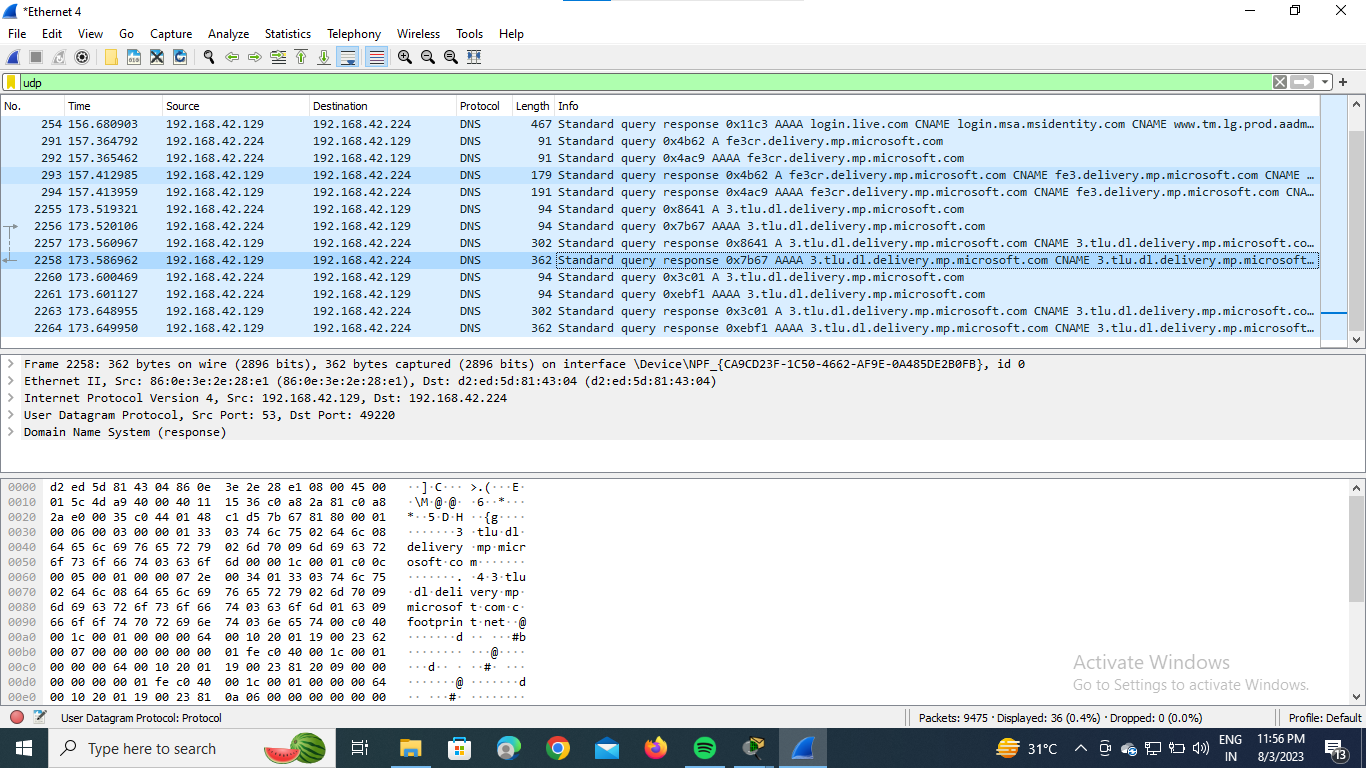 *Ethernet 4
File Edit View Go Capture Analyze Statistics Telephony Wireless Tools Help
udp
No. Time Source Destination Protocol Length Info
254 156.680903 192.168.42.129 192.168.42.224 DNS 467 Standard query response 0x11c3 AAAA login.live.com CNAME login.msa.msidentity.com CNAME www.tm.lg.prod.aadm…
291 157.364792 192.168.42.224 192.168.42.129 DNS 91 Standard query 0x4b62 A fe3cr.delivery.mp.microsoft.com
292 157.365462 192.168.42.224 192.168.42.129 DNS 91 Standard query 0x4ac9 AAAA fe3cr.delivery.mp.microsoft.com
293 157.412985 192.168.42.129 192.168.42.224 DNS 179 Standard query response 0x4b62 A fe3cr.delivery.mp.microsoft.com CNAME fe3.delivery.mp.microsoft.com CNAME …
294 157.413959 192.168.42.129 192.168.42.224 DNS 191 Standard query response 0x4ac9 AAAA fe3cr.delivery.mp.microsoft.com CNAME fe3.delivery.mp.microsoft.com CNA…
2255 173.519321 192.168.42.224 192.168.42.129 DNS 94 Standard query 0x8641 A 3.tlu.dl.delivery.mp.microsoft.com
2256 173.520106 192.168.42.224 192.168.42.129 DNS 94 Standard query 0x7b67 AAAA 3.tlu.dl.delivery.mp.microsoft.com
2257 173.560967 192.168.42.129 192.168.42.224 DNS 302 Standard query response 0x8641 A 3.tlu.dl.delivery.mp.microsoft.com CNAME 3.tlu.dl.delivery.mp.microsoft.co…
2258 173.586962 192.168.42.129 192.168.42.224 DNS 362 Standard query response 0x7b67 AAAA 3.tlu.dl.delivery.mp.microsoft.com CNAME 3.tlu.dl.delivery.mp.microsoft…
2260 173.600469 192.168.42.224 192.168.42.129 DNS 94 Standard query 0x3c01 A 3.tlu.dl.delivery.mp.microsoft.com
2261 173.601127 192.168.42.224 192.168.42.129 DNS 94 Standard query 0xebf1 AAAA 3.tlu.dl.delivery.mp.microsoft.com
2263 173.648955 192.168.42.129 192.168.42.224 DNS 302 Standard query response 0x3c01 A 3.tlu.dl.delivery.mp.microsoft.com CNAME 3.tlu.dl.delivery.mp.microsoft.co…
2264 173.649950 192.168.42.129 192.168.42.224 DNS 362 Standard query response 0xebf1 AAAA 3.tlu.dl.delivery.mp.microsoft.com CNAME 3.tlu.dl.delivery.mp.microsoft…
Frame 2258: 362 bytes on wire (2896 bits), 362 bytes captured (2896 bits) on interface \Device\NPF_{CA9CD23F-1C50-4662-AF9E-0A485DE2B0FB}, id 0
Ethernet II, Src: 86:0e:3e:2e:28:e1 (86:0e:3e:2e:28:e1), Dst: d2:ed:5d:81:43:04 (d2:ed:5d:81:43:04)
Internet Protocol Version 4, Src: 192.168.42.129, Dst: 192.168.42.224
User Datagram Protocol, Src Port: 53, Dst Port: 49220
Domain Name System (response)
0000 d2 ed 5d 81 43 04 86 0e 3e 2e 28 e1 08 00 45 00 ··]·C··· >.(···E·
0010 01 5c 4d a9 40 00 40 11 15 36 c0 a8 2a 81 c0 a8 ·\M·@·@· ·6··*···
0020 2a e0 00 35 c0 44 01 48 c1 d5 7b 67 81 80 00 01 *··5·D·H ··{g····
0030 00 06 00 03 00 00 01 33 03 74 6c 75 02 64 6c 08 ·······3 ·tlu·dl·
0040 64 65 6c 69 76 65 72 79 02 6d 70 09 6d 69 63 72 delivery ·mp·micr
0050 6f 73 6f 66 74 03 63 6f 6d 00 00 1c 00 01 c0 0c osoft·co m·······
0060 00 05 00 01 00 00 07 2e 00 34 01 33 03 74 6c 75 ·······. ·4·3·tlu
0070 02 64 6c 08 64 65 6c 69 76 65 72 79 02 6d 70 09 ·dl·deli very·mp·
0080 6d 69 63 72 6f 73 6f 66 74 03 63 6f 6d 01 63 09 microsof t·com·c·
0090 66 6f 6f 74 70 72 69 6e 74 03 6e 65 74 00 c0 40 footprin t·net··@
00a0 00 1c 00 01 00 00 00 64 00 10 20 01 19 00 23 62 ·······d ·· ···#b
00b0 00 07 00 00 00 00 00 00 01 fe c0 40 00 1c 00 01 ········ ···@····
00c0 00 00 00 64 00 10 20 01 19 00 23 81 20 09 00 00 ···d·· · ··#· ···
00d0 00 00 00 00 01 fe c0 40 00 1c 00 01 00 00 00 64 ·······@ ·······d
00e0 00 10 20 01 19 00 23 81 0a 06 00 00 00 00 00 00 ·· ···#· ········
Activate Windows
Go to Settings to activate Windows.
User Datagram Protocol: Protocol
Packets: 9475 · Displayed: 36 (0.4%) · Dropped: 0 (0.0%)
Profile: Default
Type here to search
31°C
ENG
IN
11:56 PM
8/3/2023
13